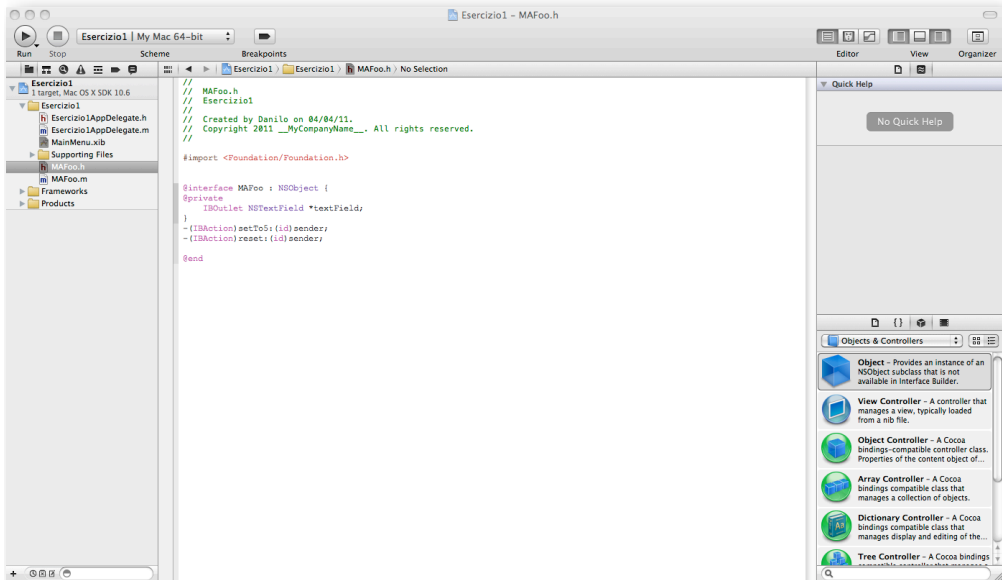 Esercizio1 – MAFoo.h
Esercizio1 | My Mac 64-bit
Run Stop Scheme Breakpoints Editor View Organizer
Esercizio1 Esercizio1 MAFoo.h No Selection
Esercizio1
1 target, Mac OS X SDK 10.6
Esercizio1
Esercizio1AppDelegate.h
Esercizio1AppDelegate.m
MainMenu.xib
Supporting Files
MAFoo.h
MAFoo.m
Frameworks
Products
//
//  MAFoo.h
//  Esercizio1
//
//  Created by Danilo on 04/04/11.
//  Copyright 2011 __MyCompanyName__. All rights reserved.
//
#import <Foundation/Foundation.h>
@interface MAFoo : NSObject {
@private
    IBOutlet NSTextField *textField;
}
-(IBAction)setTo5:(id)sender;
-(IBAction)reset:(id)sender;
@end
Quick Help
No Quick Help
Objects & Controllers
Object – Provides an instance of an
NSObject subclass that is not
available in Interface Builder.
View Controller – A controller that
manages a view, typically loaded
from a nib file.
Object Controller – A Cocoa
bindings-compatible controller class.
Properties of the content object of...
Array Controller – A Cocoa
bindings compatible class that
manages a collection of objects.
Dictionary Controller – A Cocoa
bindings compatible class that
manages display and editing of the...
Tree Controller – A Cocoa bindings